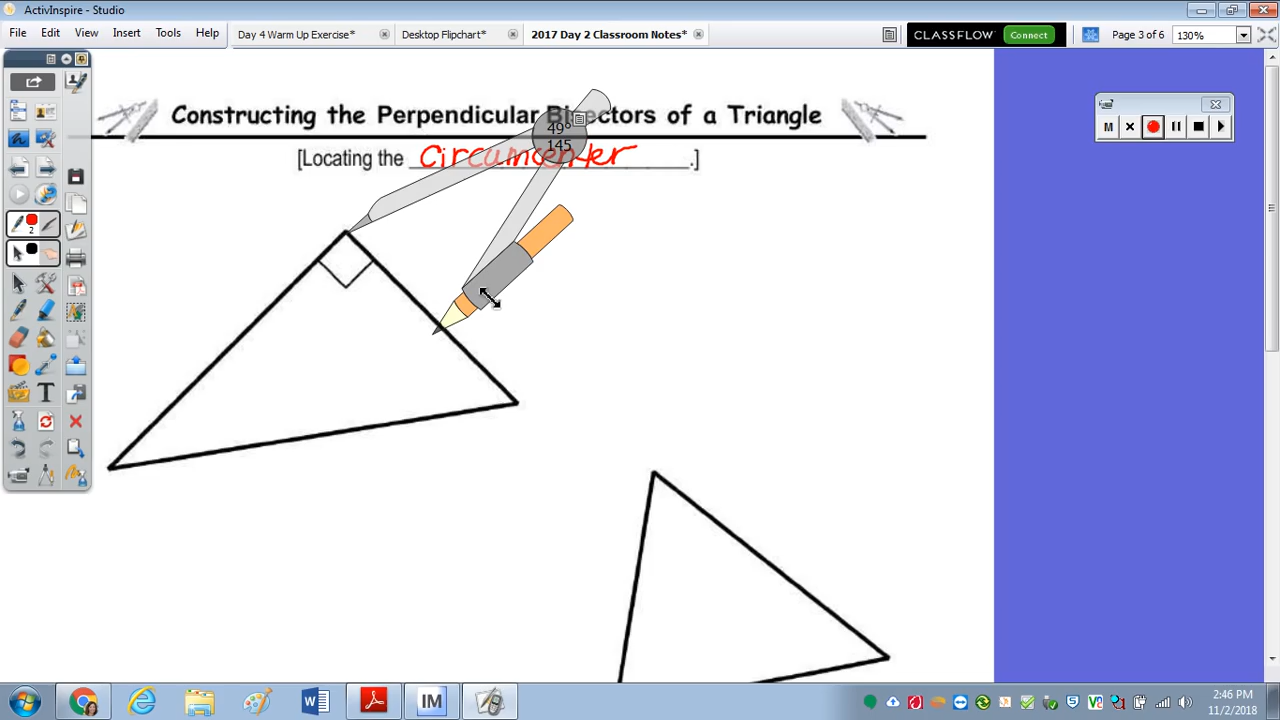 ActivInspire - Studio
File Edit View Insert Tools Help
Day 4 Warm Up Exercise* Desktop Flipchart* 2017 Day 2 Classroom Notes* CLASSFLOW Connect Page 3 of 6 130%
Constructing the Perpendicular Bisectors of a Triangle
49°
145
[Locating the Circumcenter.]
M
2
T
W IM
2:46 PM
11/2/2018